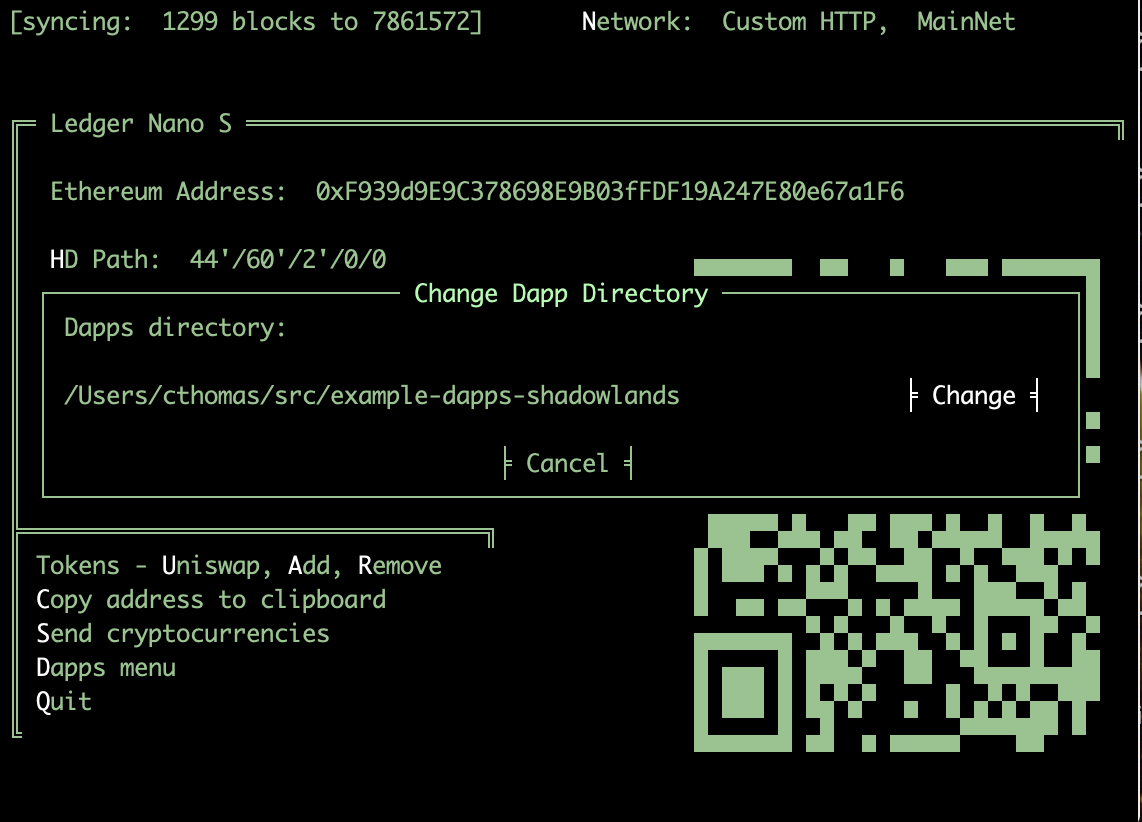 [syncing:  1299 blocks to 7861572]       Network:  Custom HTTP,  MainNet
Ledger Nano S
Ethereum Address:  0xF939d9E9C378698E9B03fFDF19A247E80e67a1F6
HD Path:  44'/60'/2'/0/0
Change Dapp Directory
Dapps directory:
/Users/cthomas/src/example-dapps-shadowlands Change
Cancel
Tokens - Uniswap, Add, Remove
Copy address to clipboard
Send cryptocurrencies
Dapps menu
Quit